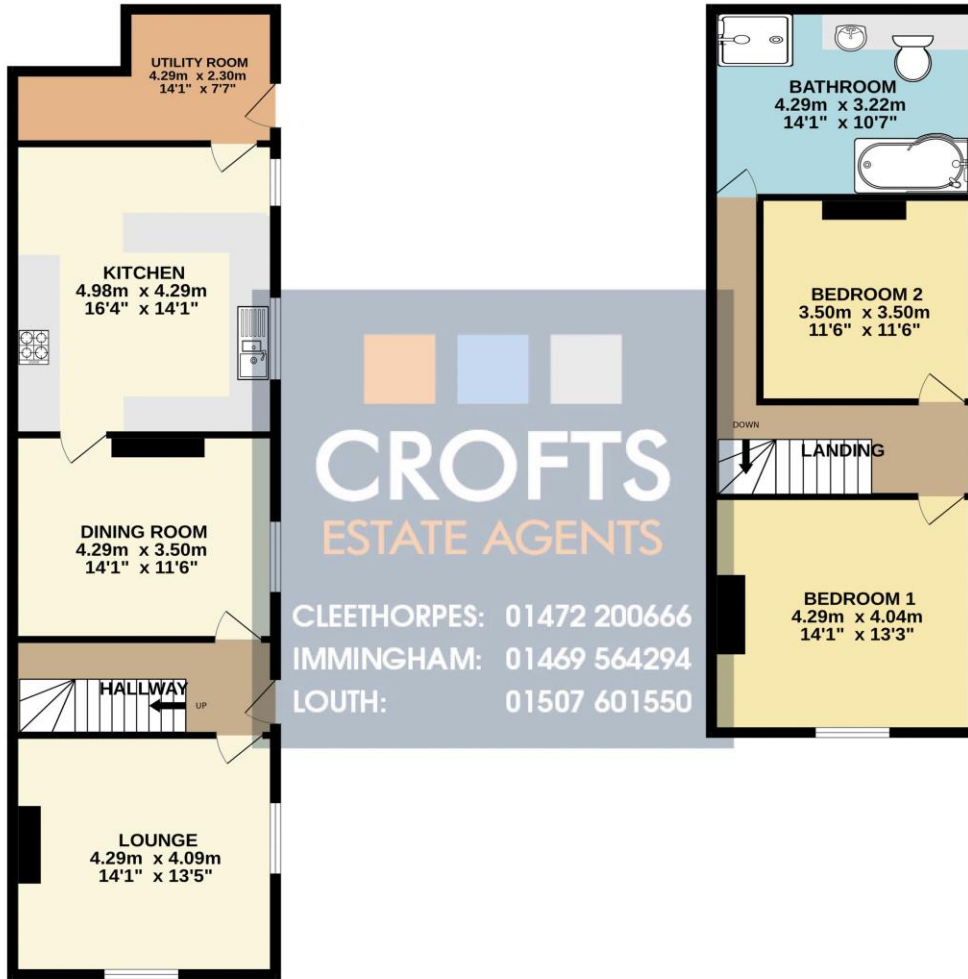 UTILITY ROOM
4.29m x 2.30m
14'1" x 7'7"
KITCHEN
4.98m x 4.29m
16'4" x 14'1"
DINING ROOM
4.29m x 3.50m
14'1" x 11'6"
HALLWAY
UP
LOUNGE
4.29m x 4.09m
14'1" x 13'5"
CROFTS
ESTATE AGENTS
CLEETHORPES: 01472 200666
IMMINGHAM: 01469 564294
LOUTH: 01507 601550
BATHROOM
4.29m x 3.22m
14'1" x 10'7"
BEDROOM 2
3.50m x 3.50m
11'6" x 11'6"
DOWN
LANDING
BEDROOM 1
4.29m x 4.04m
14'1" x 13'3"